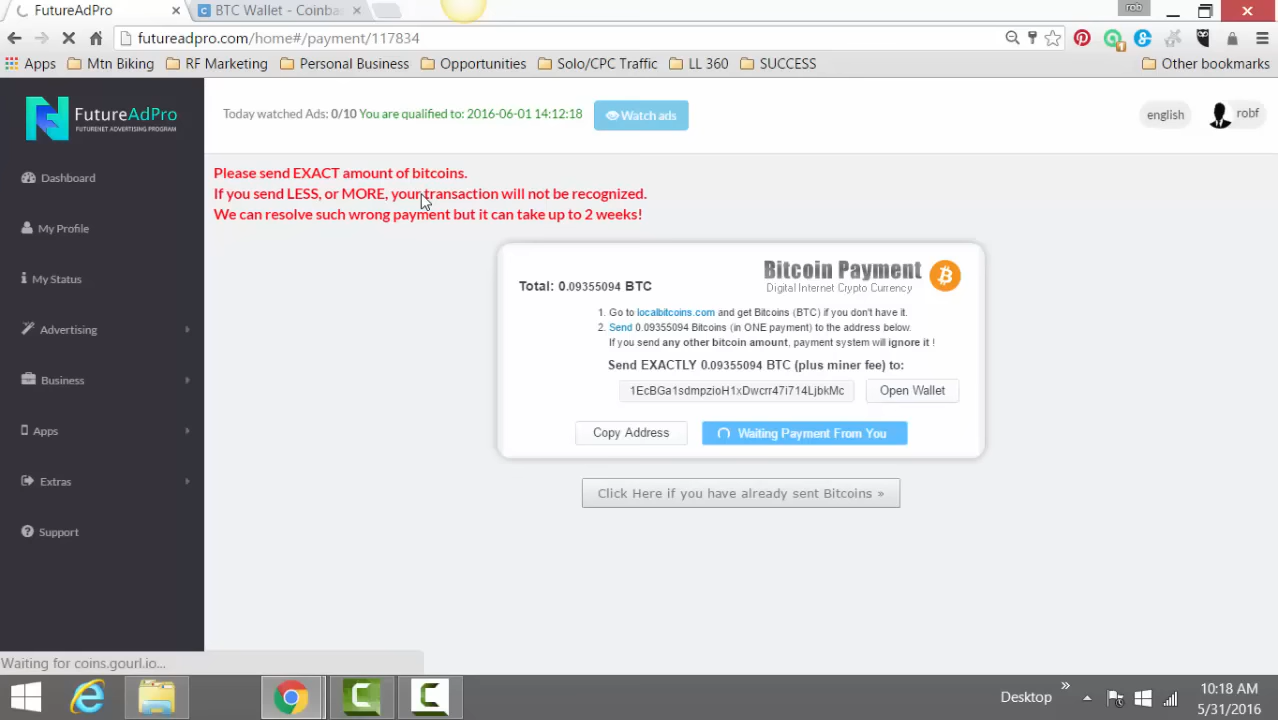 FutureAdPro
BTC Wallet - Coinbas
rob
futureadpro.com/home#/payment/117834
Apps Mtn Biking RF Marketing Personal Business Opportunities Solo/CPC Traffic LL 360 SUCCESS Other bookmarks
FutureAdPro
FUTURENET ADVERTISING PROGRAM
Today watched Ads: 0/10 You are qualified to: 2016-06-01 14:12:18 Watch ads
english
robf
Dashboard
My Profile
My Status
Advertising
Business
Apps
Extras
Support
Please send EXACT amount of bitcoins.
If you send LESS, or MORE, your transaction will not be recognized.
We can resolve such wrong payment but it can take up to 2 weeks!
Bitcoin Payment
Digital Internet Crypto Currency
Total: 0.09355094 BTC
1. Go to localbitcoins.com and get Bitcoins (BTC) if you don't have it.
2. Send 0.09355094 Bitcoins (in ONE payment) to the address below.
If you send any other bitcoin amount, payment system will ignore it !
Send EXACTLY 0.09355094 BTC (plus miner fee) to:
1EcBGa1sdmpzioH1xDwcrr47i714LjbkMc
Open Wallet
Copy Address
Waiting Payment From You
Click Here if you have already sent Bitcoins »
Waiting for coins.gourl.io...
Desktop
10:18 AM
5/31/2016